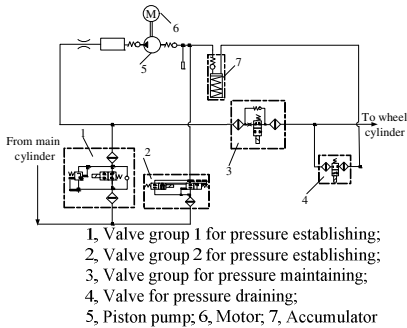 M
6
5
7
To wheel
cylinder
From main
cylinder
1
2
3
4
1, Valve group 1 for pressure establishing;
2, Valve group 2 for pressure establishing;
3, Valve group for pressure maintaining;
4, Valve for pressure draining;
5, Piston pump; 6, Motor; 7, Accumulator